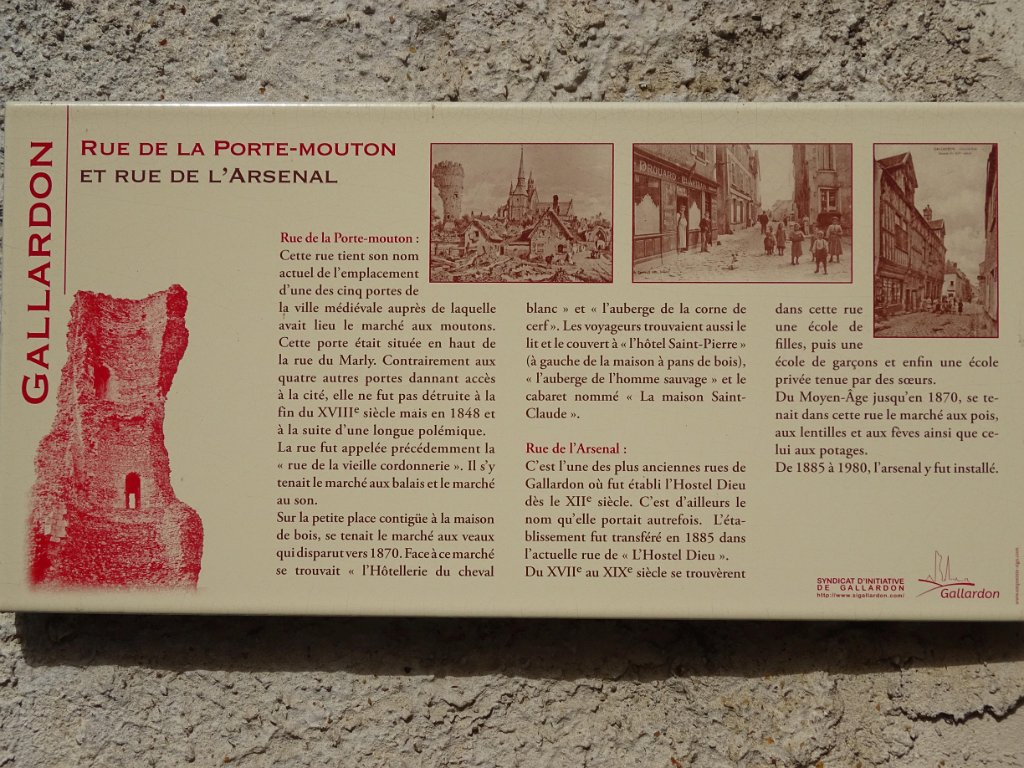 GALLARDON
RUE DE LA PORTE-MOUTON
ET RUE DE L'ARSENAL
Rue de la Porte-mouton :
Cette rue tient son nom
actuel de l'emplacement
d'une des cinq portes de
la ville médiévale auprès de laquelle
avait lieu le marché aux moutons.
Cette porte était située en haut de
la rue du Marly. Contrairement aux
quatre autres portes dannant accès
à la cité, elle ne fut pas détruite à la
fin du XVIIIe siècle mais en 1848 et
à la suite d'une longue polémique.
La rue fut appelée précédemment la
« rue de la vieille cordonnerie ». Il s'y
tenait le marché aux balais et le marché
au son.
Sur la petite place contigüe à la maison
de bois, se tenait le marché aux veaux
qui disparut vers 1870. Face à ce marché
se trouvait « l'Hôtellerie du cheval
blanc » et « l'auberge de la corne de
cerf ». Les voyageurs trouvaient aussi le
lit et le couvert à « l'hôtel Saint-Pierre »
(à gauche de la maison à pans de bois),
« l'auberge de l'homme sauvage » et le
cabaret nommé « La maison Saint-
Claude ».
Rue de l'Arsenal :
C'est l'une des plus anciennes rues de
Gallardon où fut établi l'Hostel Dieu
dès le XIIe siècle. C'est d'ailleurs le
nom qu'elle portait autrefois. L'éta-
blissement fut transféré en 1885 dans
l'actuelle rue de « L'Hostel Dieu ».
Du XVIIe au XIXe siècle se trouvèrent
dans cette rue
une école de
filles, puis une
école de garçons et enfin une école
privée tenue par des sœurs.
Du Moyen-Âge jusqu'en 1870, se te-
nait dans cette rue le marché aux pois,
aux lentilles et aux fèves ainsi que ce-
lui aux potages.
De 1885 à 1980, l'arsenal y fut installé.
SYNDICAT D'INITIATIVE
DE GALLARDON
http://www.sigallardon.com/
Gallardon